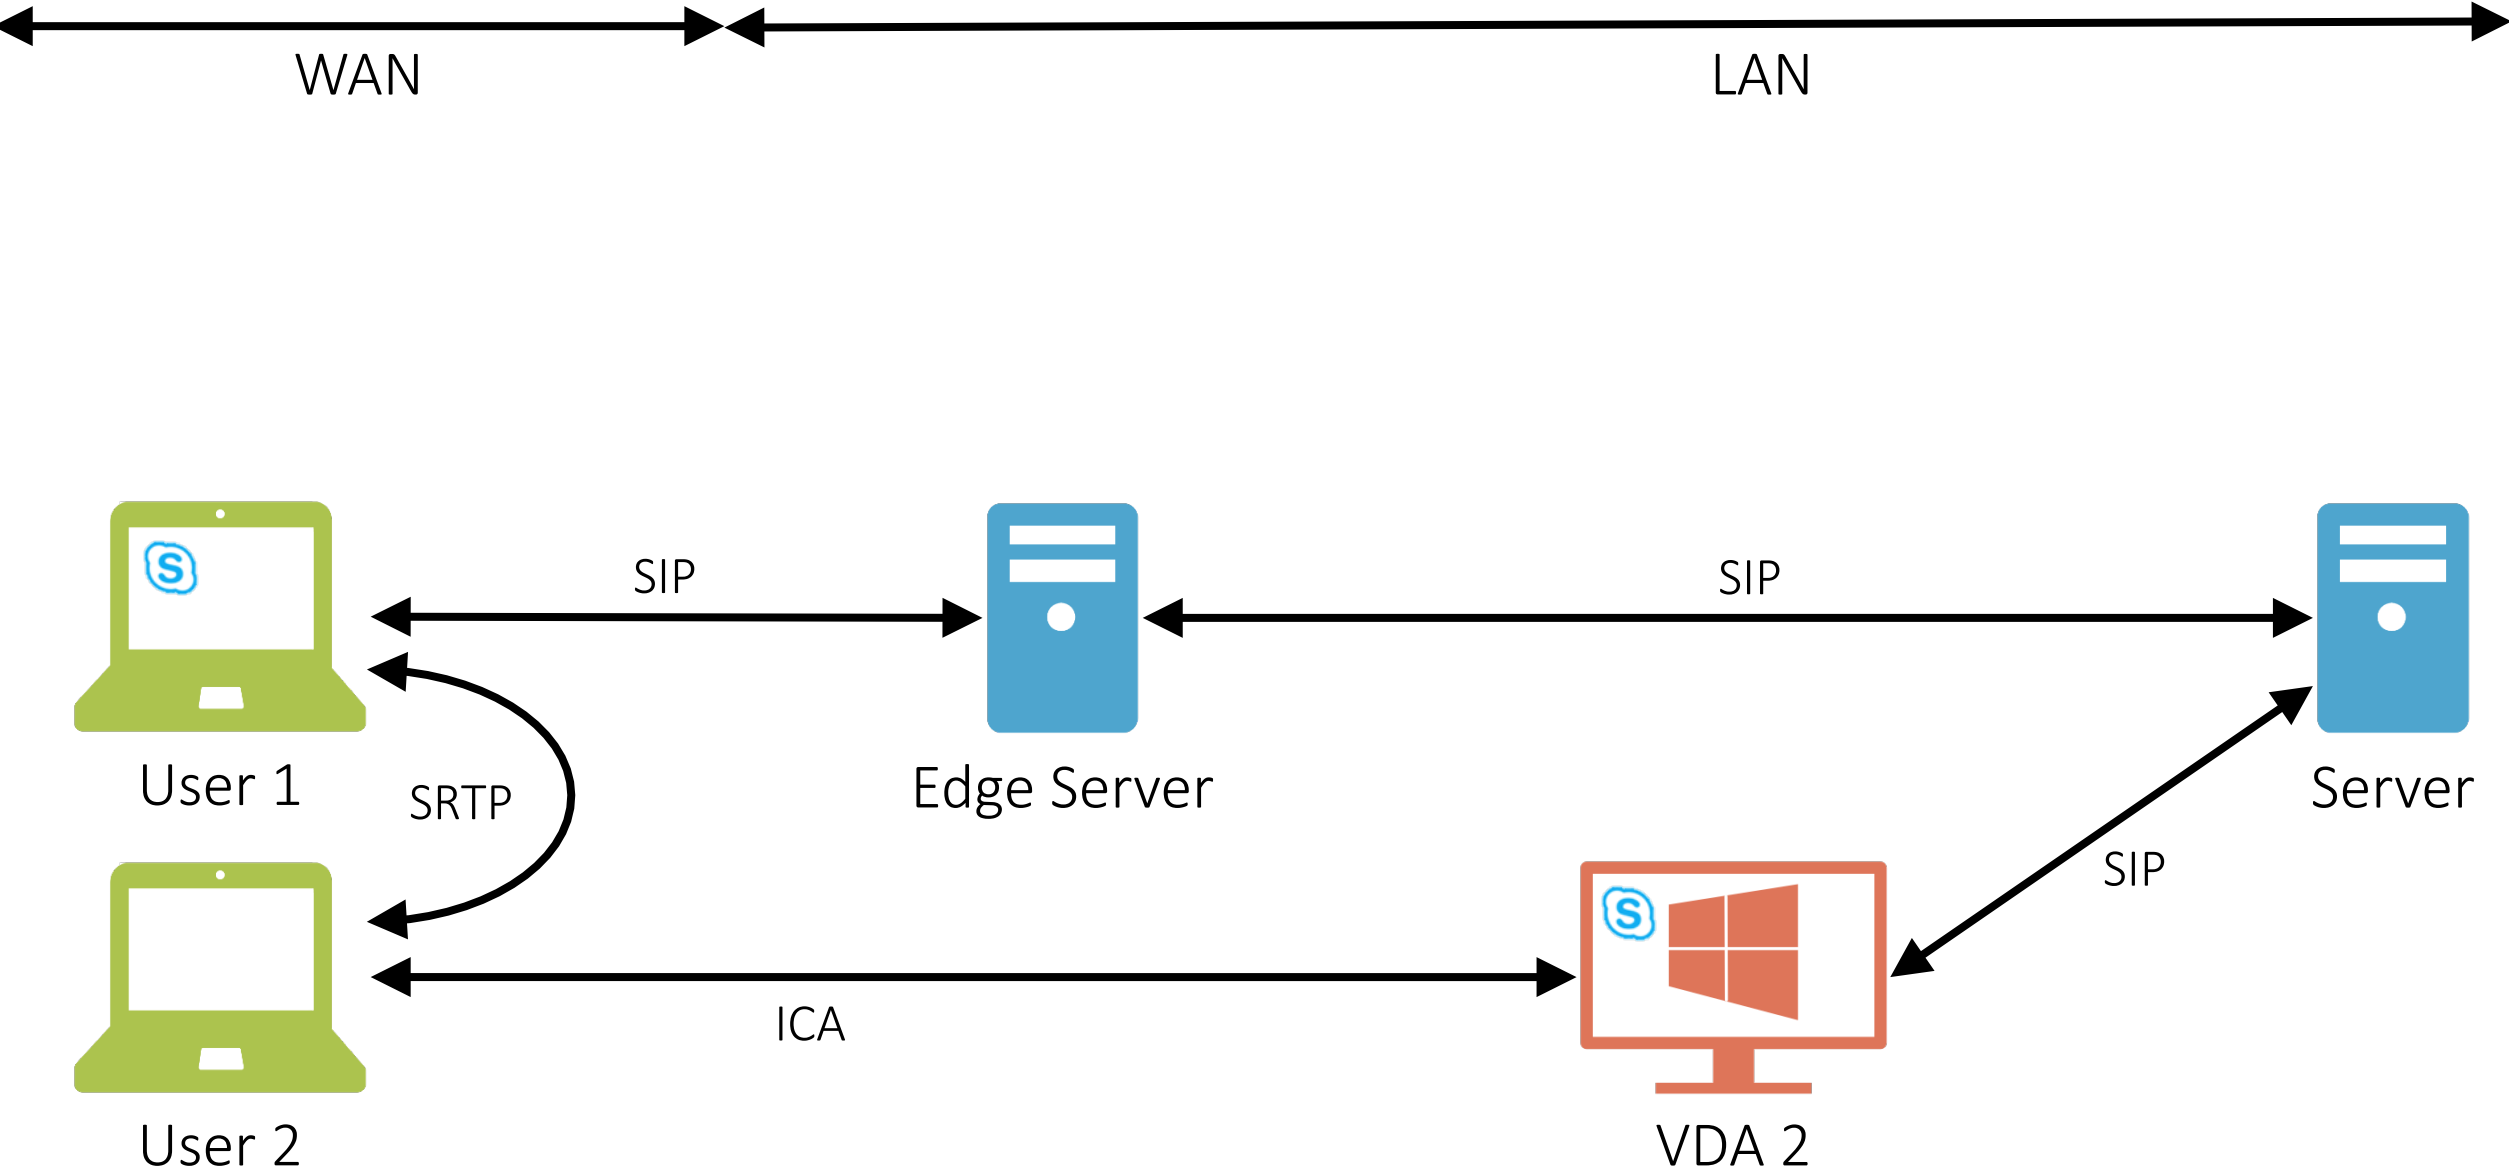 WAN
LAN
SIP
SIP
S
User 1
SRTP
Edge Server
Server
SIP
S
ICA
User 2
VDA 2